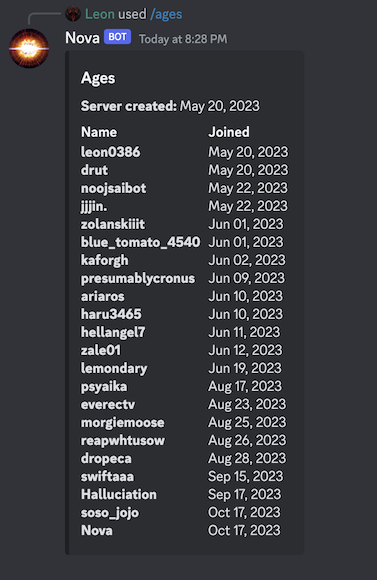 Leon used /ages
Nova BOT Today at 8:28 PM
Ages
Server created: May 20, 2023
Name Joined
leon0386 May 20, 2023
drut May 20, 2023
noojsaibot May 22, 2023
jjjin. May 22, 2023
zolanskiiit Jun 01, 2023
blue_tomato_4540 Jun 01, 2023
kaforgh Jun 02, 2023
presumablycronus Jun 09, 2023
ariaros Jun 10, 2023
haru3465 Jun 10, 2023
hellangel7 Jun 11, 2023
zale01 Jun 12, 2023
lemondary Jun 19, 2023
psyaika Aug 17, 2023
everectv Aug 23, 2023
morgiemoose Aug 25, 2023
reapwhtusow Aug 26, 2023
dropeca Aug 28, 2023
swiftaaa Sep 15, 2023
Halluciation Sep 17, 2023
soso_jojo Oct 17, 2023
Nova Oct 17, 2023